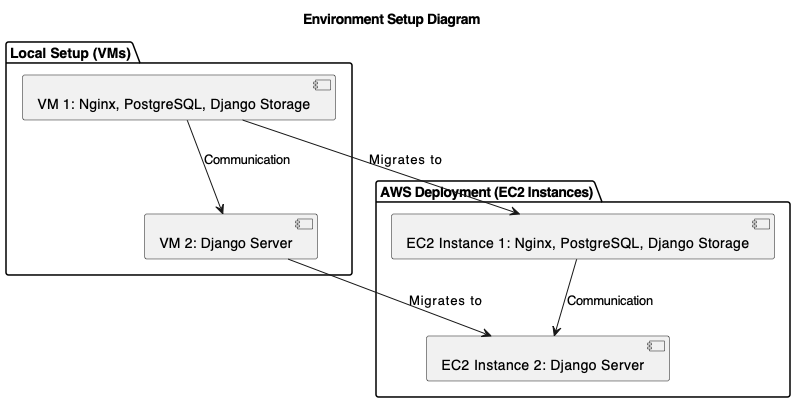 Environment Setup Diagram
Local Setup (VMs)
VM 1: Nginx, PostgreSQL, Django Storage
Communication
Migrates to
AWS Deployment (EC2 Instances)
VM 2: Django Server
EC2 Instance 1: Nginx, PostgreSQL, Django Storage
Migrates to
Communication
EC2 Instance 2: Django Server